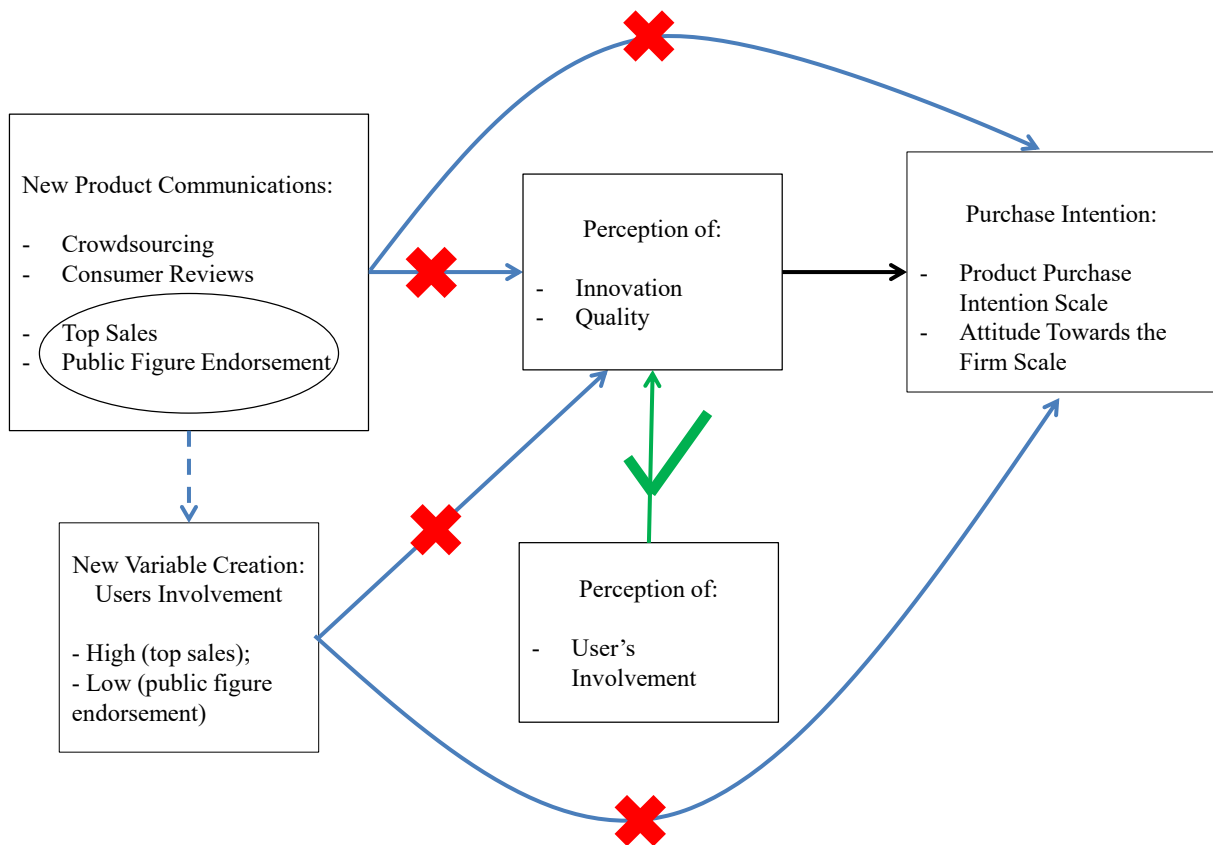 New Product Communications:
- Crowdsourcing
- Consumer Reviews
- Top Sales
- Public Figure Endorsement
New Variable Creation:
Users Involvement
- High (top sales);
- Low (public figure
endorsement)
Perception of:
- Innovation
- Quality
Perception of:
- User's
Involvement
Purchase Intention:
- Product Purchase
Intention Scale
- Attitude Towards the
Firm Scale